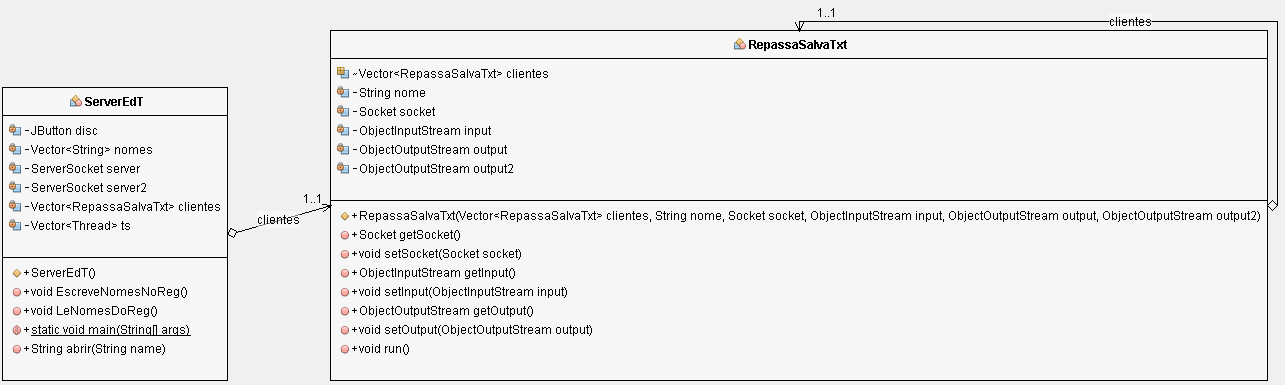 ServerEdT
-JButton disc
-Vector<String> nomes
-ServerSocket server
-ServerSocket server2
-Vector<RepassaSalvaTxt> clientes
-Vector<Thread> ts
+ServerEdT()
+void EscreveNomesNoReg()
+void LeNomesDoReg()
+static void main(String[] args)
+String abrir(String name)
1..1
clientes
1..1
clientes
RepassaSalvaTxt
~Vector<RepassaSalvaTxt> clientes
-String nome
-Socket socket
-ObjectInputStream input
-ObjectOutputStream output
-ObjectOutputStream output2
+RepassaSalvaTxt(Vector<RepassaSalvaTxt> clientes, String nome, Socket socket, ObjectInputStream input, ObjectOutputStream output, ObjectOutputStream output2)
+Socket getSocket()
+void setSocket(Socket socket)
+ObjectInputStream getInput()
+void setInput(ObjectInputStream input)
+ObjectOutputStream getOutput()
+void setOutput(ObjectOutputStream output)
+void run()